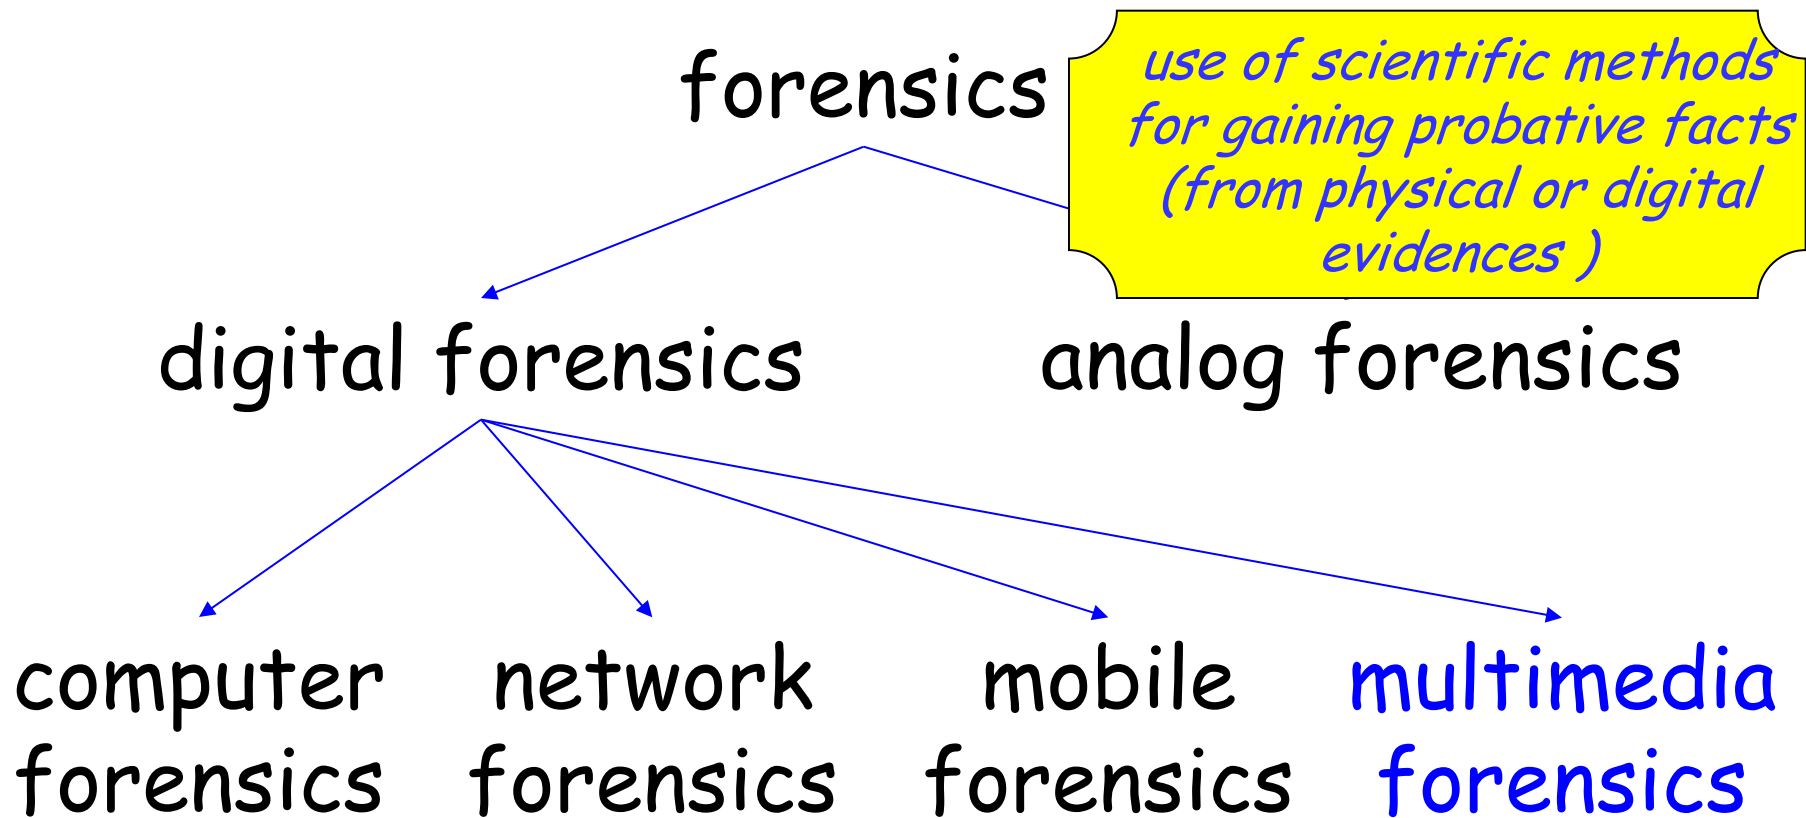 forensics
use of scientific methods
for gaining probative facts
(from physical or digital
evidences )
digital forensics
analog forensics
computer
forensics
network
forensics
mobile
forensics
multimedia
forensics